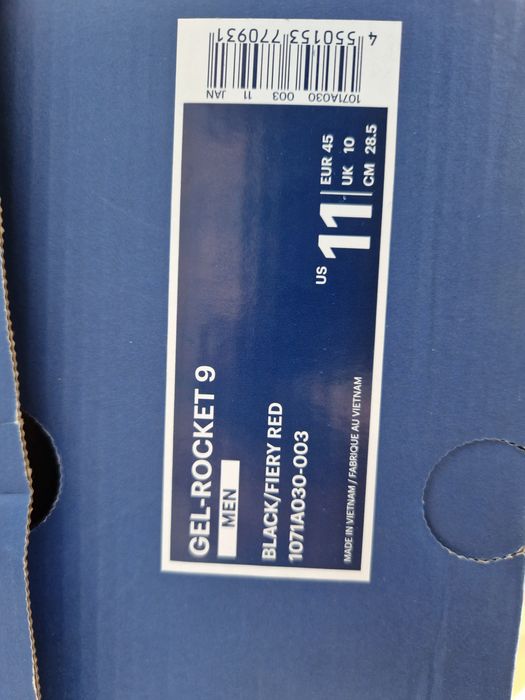 GEL-ROCKET 9
MEN
BLACK/FIERY RED
1071A030-003
MADE IN VIETNAM / FABRIQUE AU VIETNAM
US 11
EUR 45
UK 10
CM 28.5
1071A030 003 11 JAN
4 550153 770931